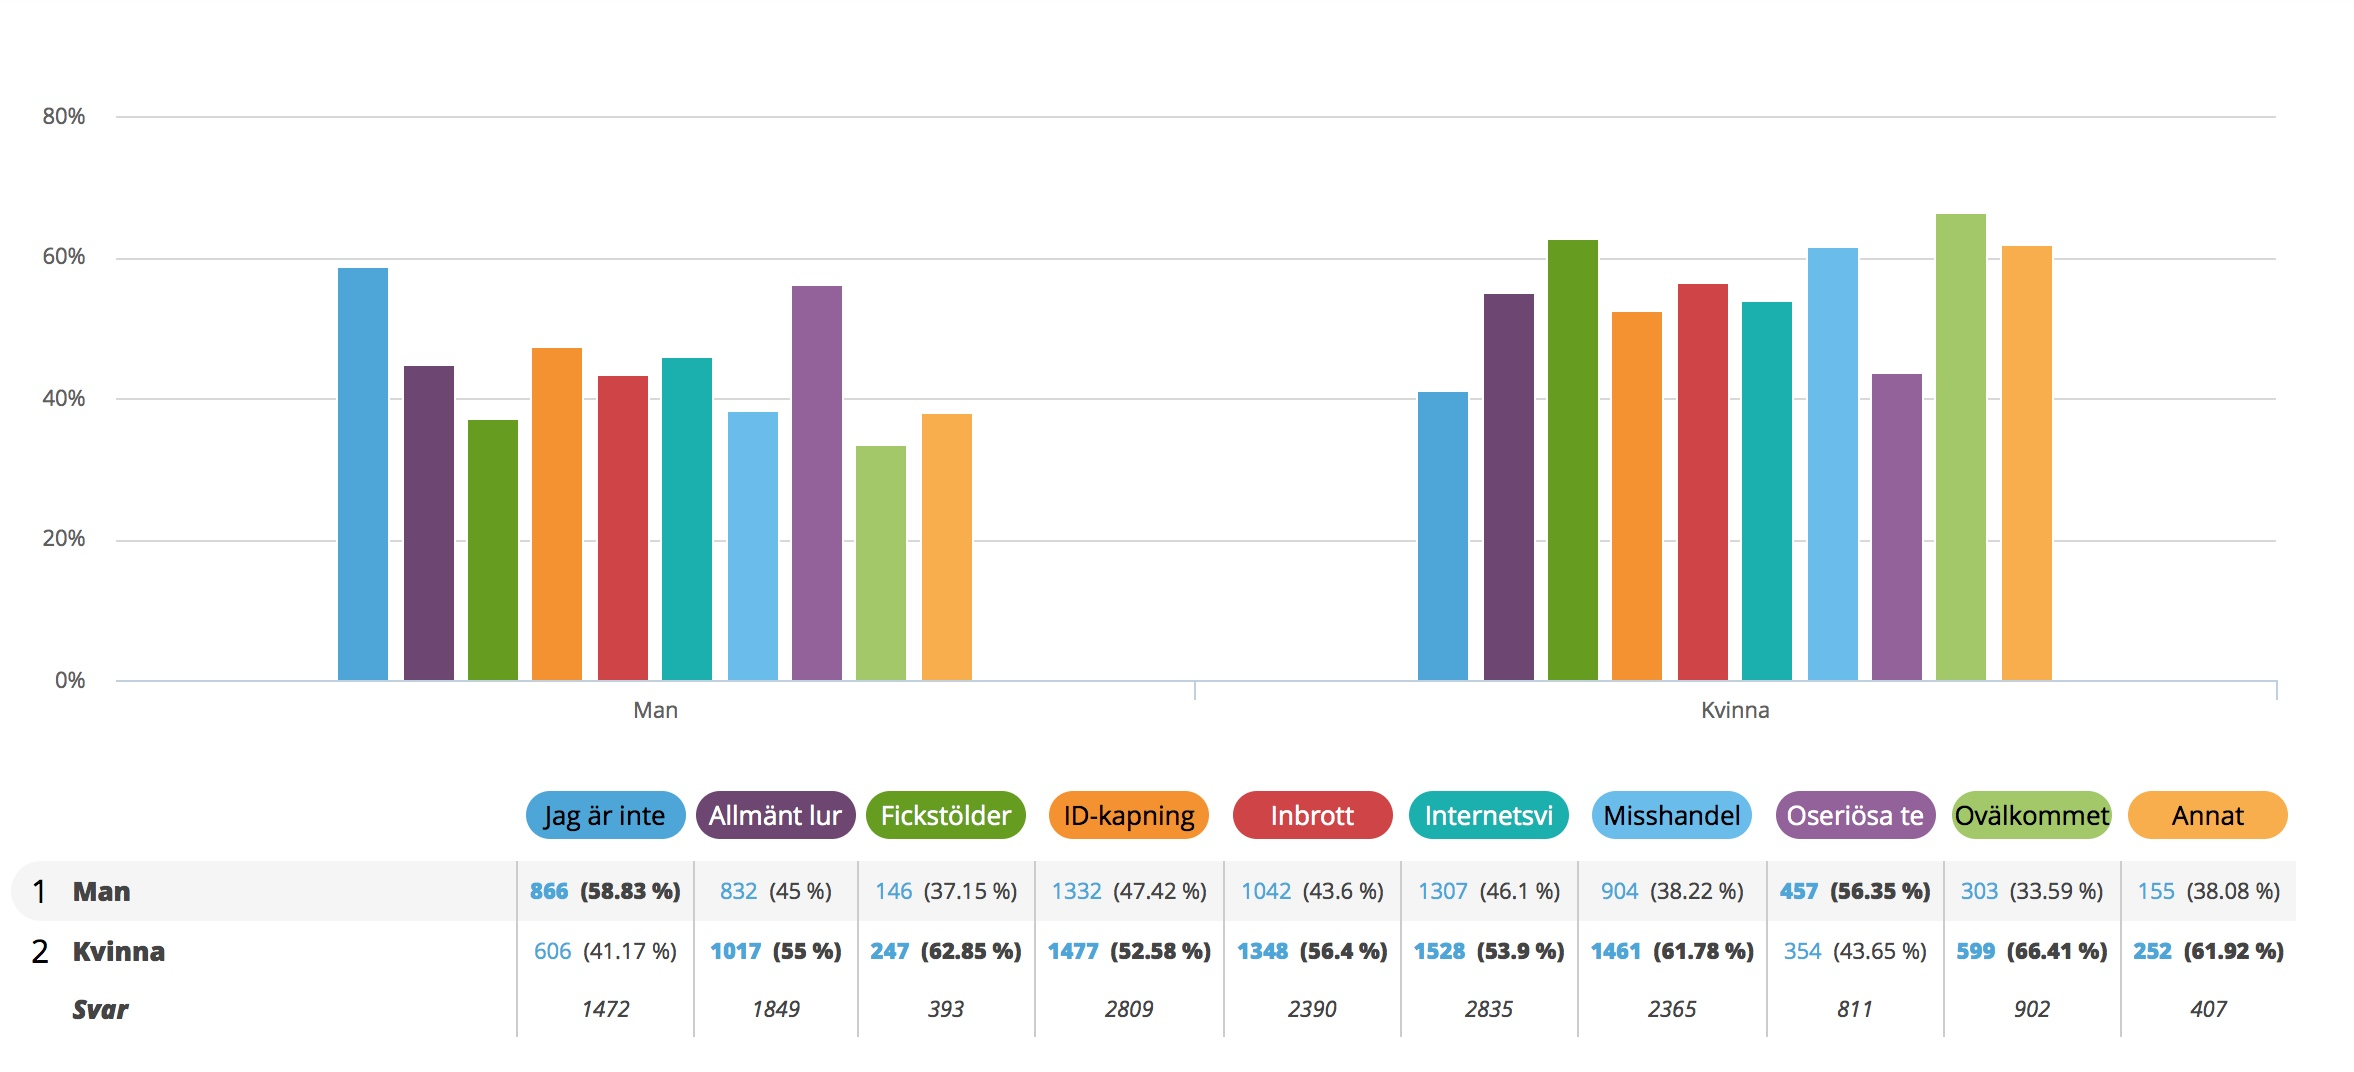 80%
60%
40%
20%
0%
Man Kvinna
Jag är inte Allmänt lur Fickstölder ID-kapning Inbrott Internetsvi Misshandel Oseriösa te Ovälkommet Annat
1 Man 866 (58.83 %) 832 (45 %) 146 (37.15 %) 1332 (47.42 %) 1042 (43.6 %) 1307 (46.1 %) 904 (38.22 %) 457 (56.35 %) 303 (33.59 %) 155 (38.08 %)
2 Kvinna 606 (41.17 %) 1017 (55 %) 247 (62.85 %) 1477 (52.58 %) 1348 (56.4 %) 1528 (53.9 %) 1461 (61.78 %) 354 (43.65 %) 599 (66.41 %) 252 (61.92 %)
Svar 1472 1849 393 2809 2390 2835 2365 811 902 407